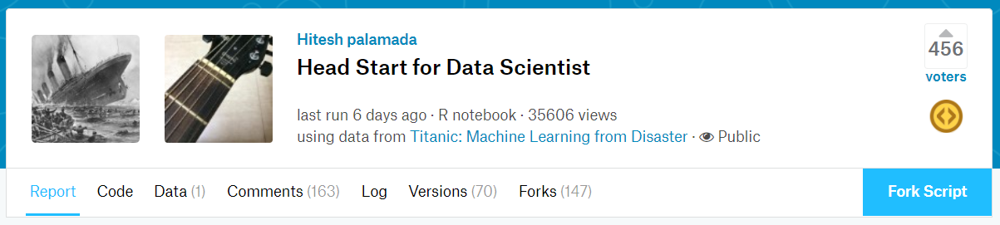 Hitesh palamada
Head Start for Data Scientist
last run 6 days ago · R notebook · 35606 views
using data from Titanic: Machine Learning from Disaster · Public
456
voters
Report Code Data (1) Comments (163) Log Versions (70) Forks (147)
Fork Script